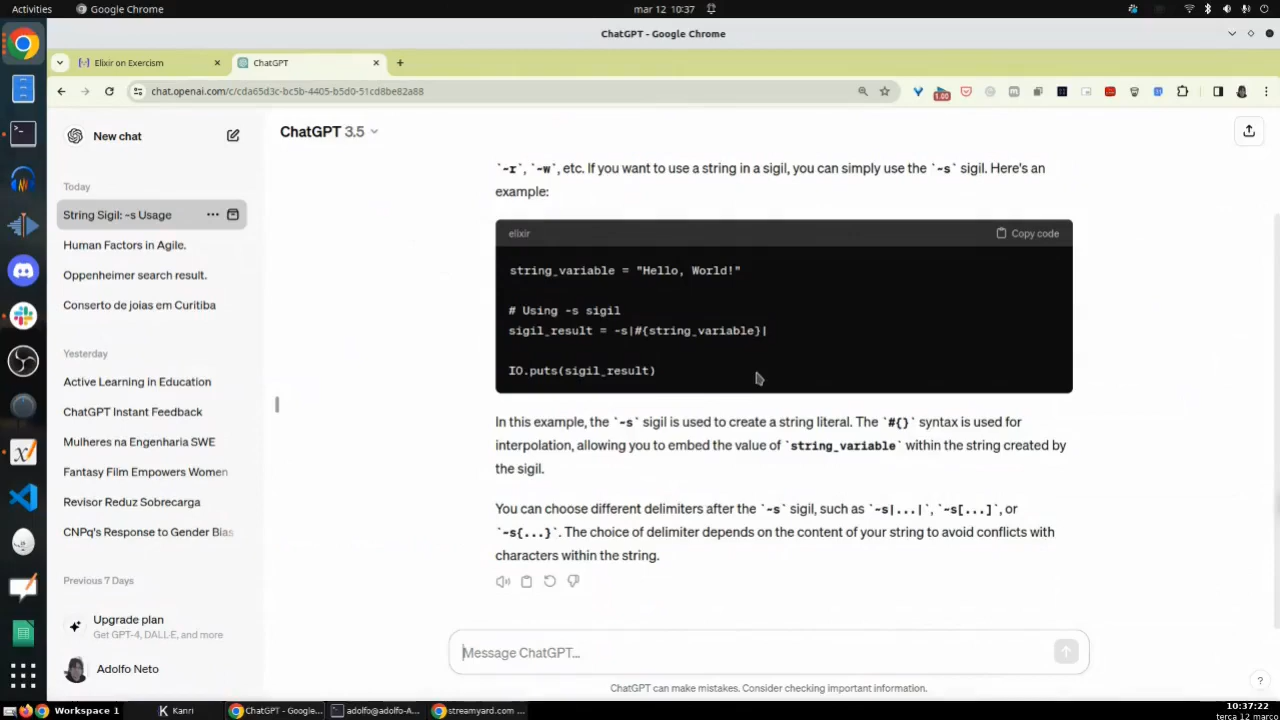 Activities
Google Chrome
mar 12 10:37
ChatGPT - Google Chrome
Elixir on Exercism
ChatGPT
chat.openai.com/c/cda65d3c-bc5b-4405-b5d0-51cd8be82a88
1.00
New chat
Today
String Sigil: ~s Usage
Human Factors in Agile.
Oppenheimer search result.
Conserto de joias em Curitiba
Yesterday
Active Learning in Education
ChatGPT Instant Feedback
Mulheres na Engenharia SWE
Fantasy Film Empowers Women
Revisor Reduz Sobrecarga
CNPq's Response to Gender Bias
Previous 7 Days
Upgrade plan
Get GPT-4, DALL·E, and more
Adolfo Neto
ChatGPT 3.5
`~r`, `~w`, etc. If you want to use a string in a sigil, you can simply use the `~s` sigil. Here's an
example:
elixir
Copy code
string_variable = "Hello, World!"
# Using ~s sigil
sigil_result = ~s|#{string_variable}|
IO.puts(sigil_result)
In this example, the `~s` sigil is used to create a string literal. The `#{}` syntax is used for
interpolation, allowing you to embed the value of `string_variable` within the string created by
the sigil.
You can choose different delimiters after the `~s` sigil, such as `~s|...|`, `~s[...]`, or
`~s{...}`. The choice of delimiter depends on the content of your string to avoid conflicts with
characters within the string.
Message ChatGPT...
ChatGPT can make mistakes. Consider checking important information.
?
Workspace 1
Kanri
ChatGPT - Google...
adolfo@adolfo-A...
streamyard.com ...
10:37:22
terça 12 março